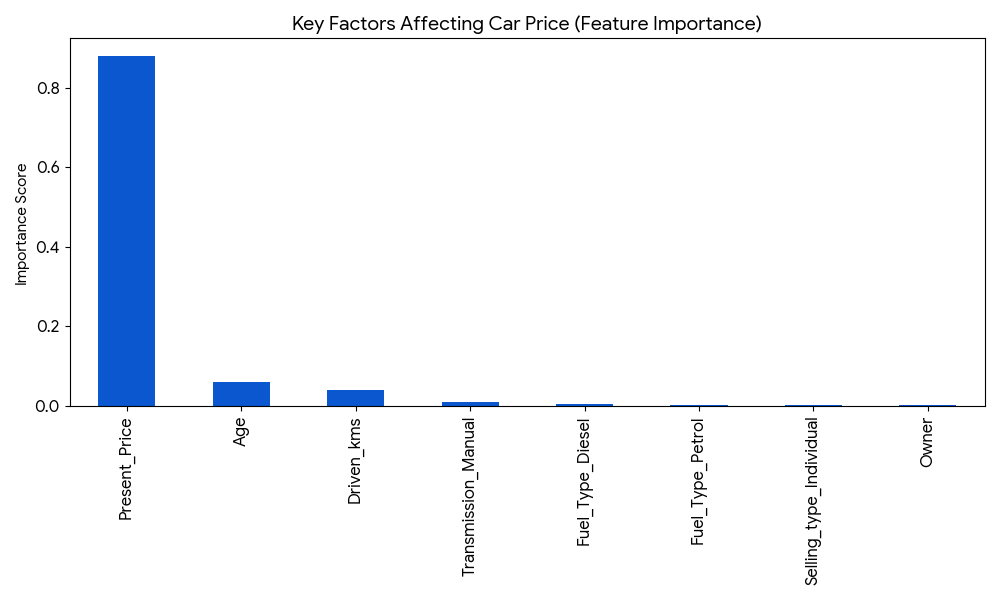 Key Factors Affecting Car Price (Feature Importance)
Importance Score
0.8
0.6
0.4
0.2
0.0
Present_Price
Age
Driven_kms
Transmission_Manual
Fuel_Type_Diesel
Fuel_Type_Petrol
Selling_type_Individual
Owner